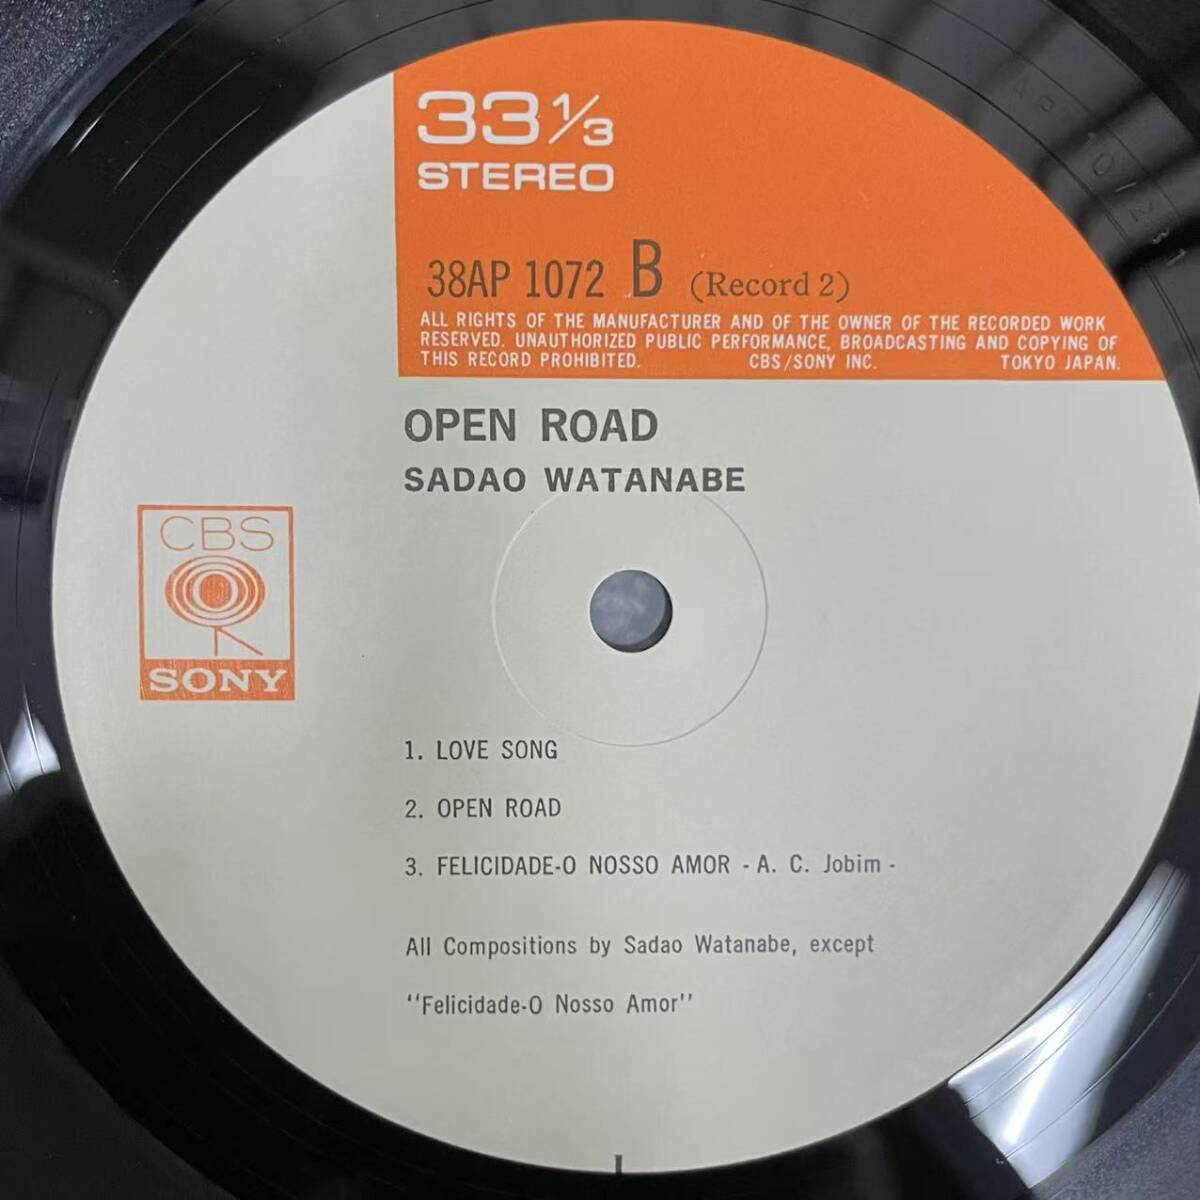 33 1/3
STEREO
38AP 1072 B (Record 2)
ALL RIGHTS OF THE MANUFACTURER AND OF THE OWNER OF THE RECORDED WORK
RESERVED. UNAUTHORIZED PUBLIC PERFORMANCE, BROADCASTING AND COPYING OF
THIS RECORD PROHIBITED. CBS/SONY INC. TOKYO JAPAN.
OPEN ROAD
SADAO WATANABE
CBS
SONY
1. LOVE SONG
2. OPEN ROAD
3. FELICIDADE-O NOSSO AMOR - A. C. Jobim -
All Compositions by Sadao Watanabe, except
"Felicidade-O Nosso Amor"